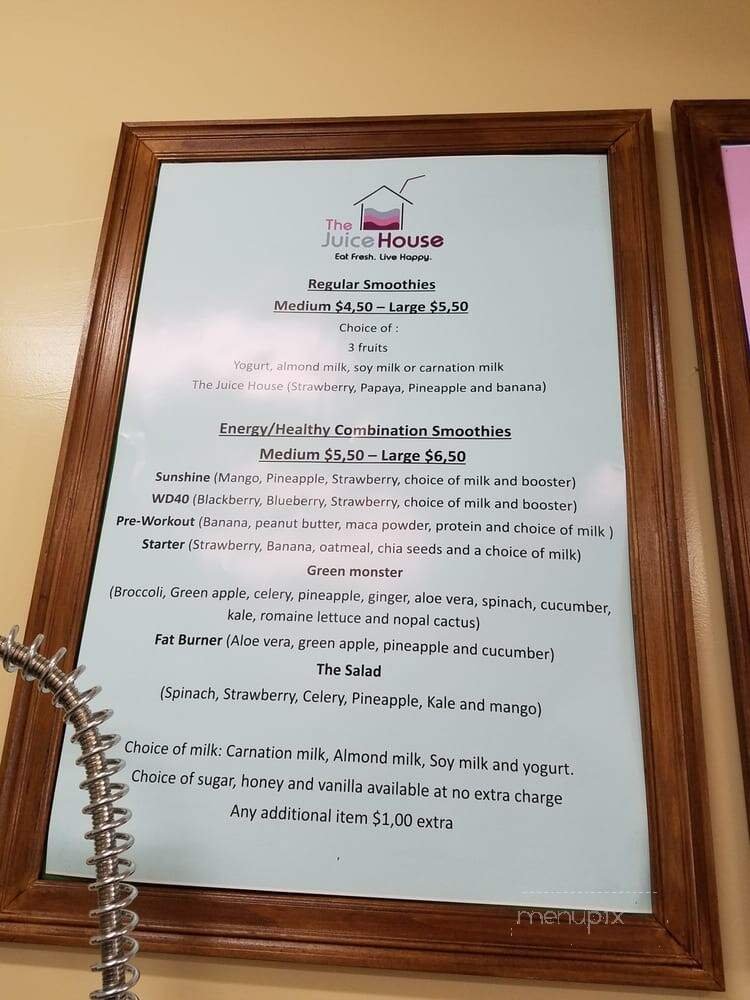 The
Juice House
Eat Fresh. Live Happy.
Regular Smoothies
Medium $4,50 – Large $5,50
Choice of :
3 fruits
Yogurt, almond milk, soy milk or carnation milk
The Juice House (Strawberry, Papaya, Pineapple and banana)
Energy/Healthy Combination Smoothies
Medium $5,50 – Large $6,50
Sunshine (Mango, Pineapple, Strawberry, choice of milk and booster)
WD40 (Blackberry, Blueberry, Strawberry, choice of milk and booster)
Pre-Workout (Banana, peanut butter, maca powder, protein and choice of milk )
Starter (Strawberry, Banana, oatmeal, chia seeds and a choice of milk)
Green monster
(Broccoli, Green apple, celery, pineapple, ginger, aloe vera, spinach, cucumber,
kale, romaine lettuce and nopal cactus)
Fat Burner (Aloe vera, green apple, pineapple and cucumber)
The Salad
(Spinach, Strawberry, Celery, Pineapple, Kale and mango)
Choice of milk: Carnation milk, Almond milk, Soy milk and yogurt.
Choice of sugar, honey and vanilla available at no extra charge
Any additional item $1,00 extra
menupix